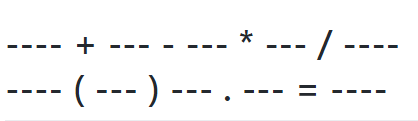 ---- + --- - --- * --- / ----
---- ( --- ) --- . --- = ----